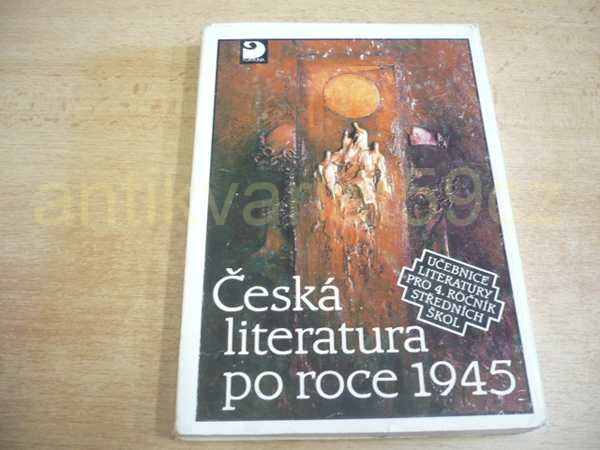 FORTUNA
UČEBNICE
LITERATURY
PRO 4. ROČNÍK
STŘEDNÍCH
ŠKOL
Česká
literatura
po roce 1945